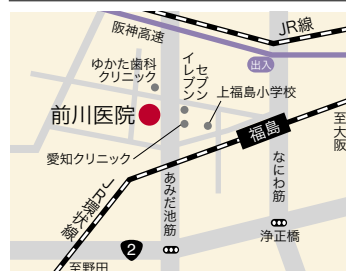 JR線
阪神高速
出入
ゆかた歯科
クリニック
セブン
イレブン
上福島小学校
前川医院
福島
至大阪
愛知クリニック
なにわ筋
あみだ池筋
JR環状線
浄正橋
2
至野田